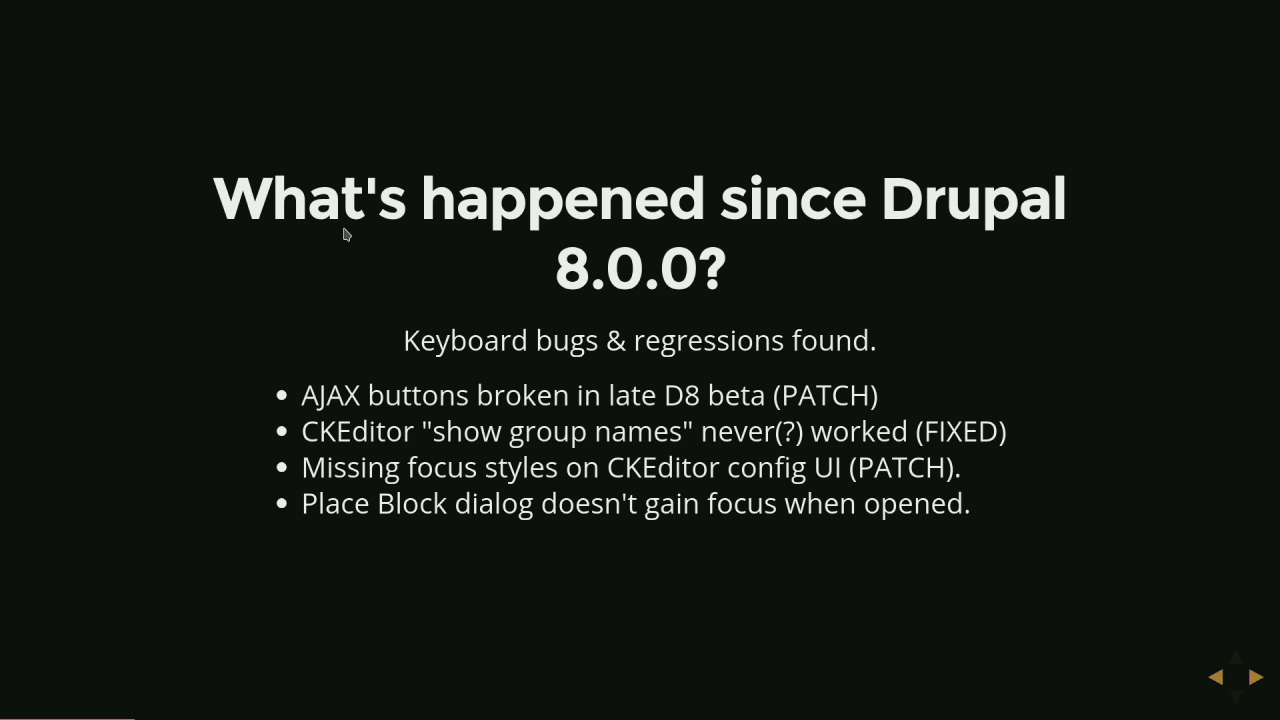 What's happened since Drupal
8.0.0?
Keyboard bugs & regressions found.
• AJAX buttons broken in late D8 beta (PATCH)
• CKEditor "show group names" never(?) worked (FIXED)
• Missing focus styles on CKEditor config UI (PATCH).
• Place Block dialog doesn't gain focus when opened.